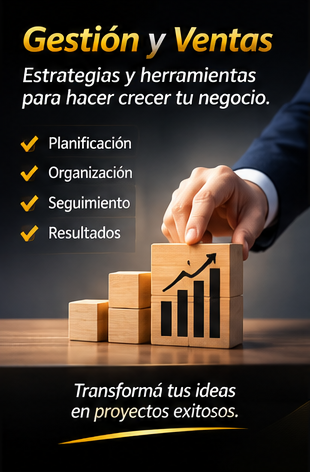 Gestión y Ventas
Estrategias y herramientas
para hacer crecer tu negocio.
Planificación
Organización
Seguimiento
Resultados
Transformá tus ideas
en proyectos exitosos.